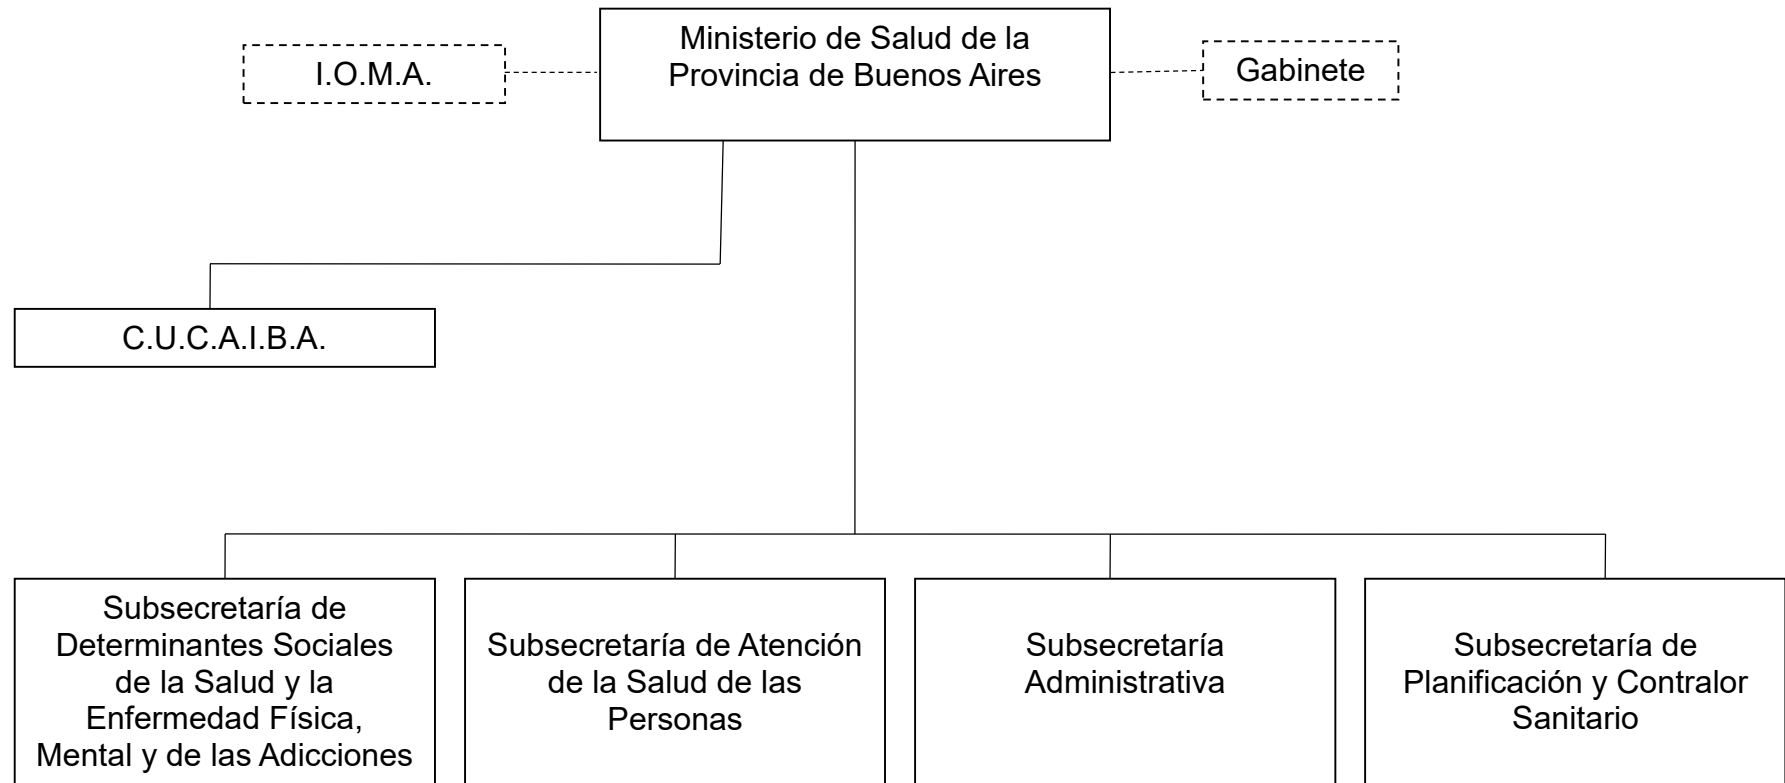 Ministerio de Salud de la
Provincia de Buenos Aires
I.O.M.A.
Gabinete
C.U.C.A.I.B.A.
Subsecretaría de
Determinantes Sociales
de la Salud y la
Enfermedad Física,
Mental y de las Adicciones
Subsecretaría de Atención
de la Salud de las
Personas
Subsecretaría
Administrativa
Subsecretaría de
Planificación y Contralor
Sanitario